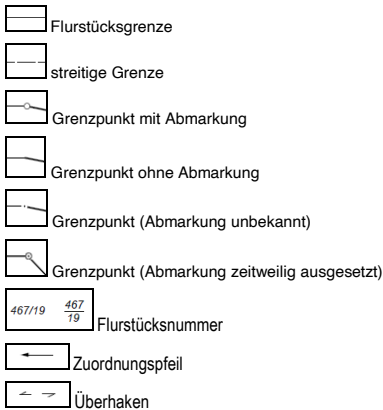 Flurstücksgrenze
streitige Grenze
Grenzpunkt mit Abmarkung
Grenzpunkt ohne Abmarkung
Grenzpunkt (Abmarkung unbekannt)
Grenzpunkt (Abmarkung zeitweilig ausgesetzt)
467/19 467/19 Flurstücksnummer
Zuordnungspfeil
Überhaken